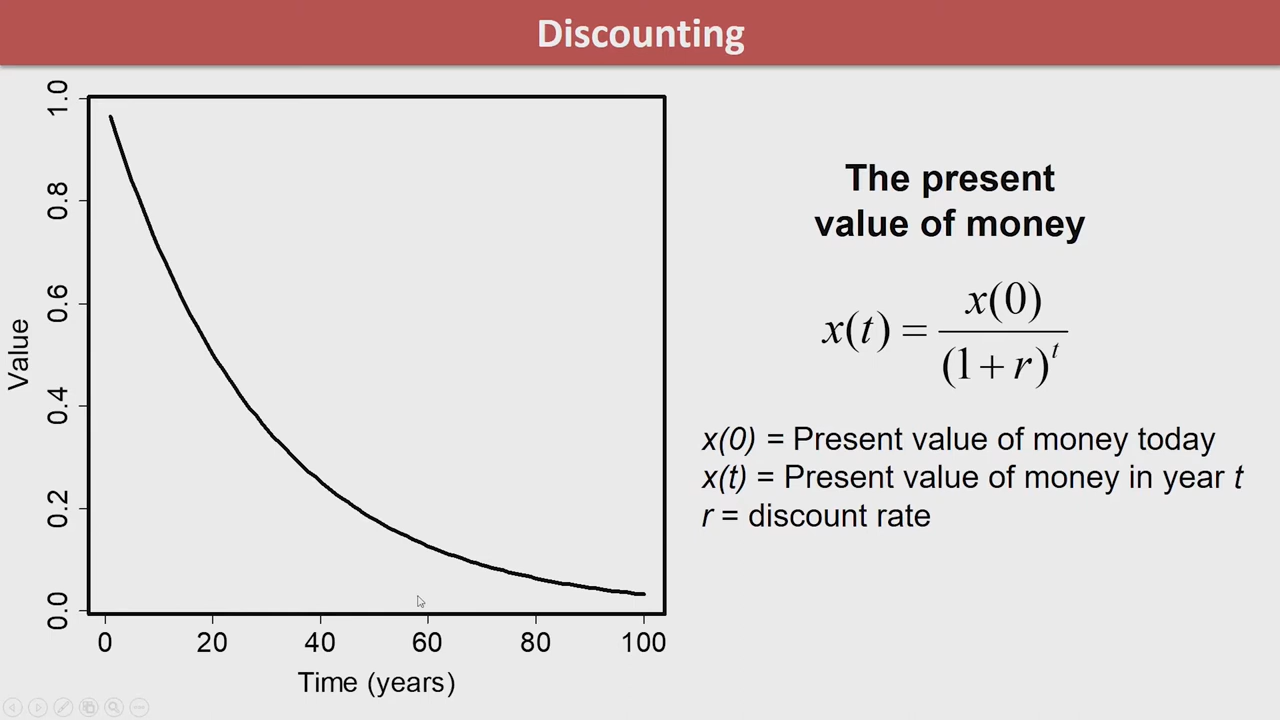 Discounting
1.0
0.8
0.6
0.4
0.2
0.0
Value
0 20 40 60 80 100
Time (years)
The present
value of money
x(t) = x(0) / (1 + r)^t
x(0) = Present value of money today
x(t) = Present value of money in year t
r = discount rate